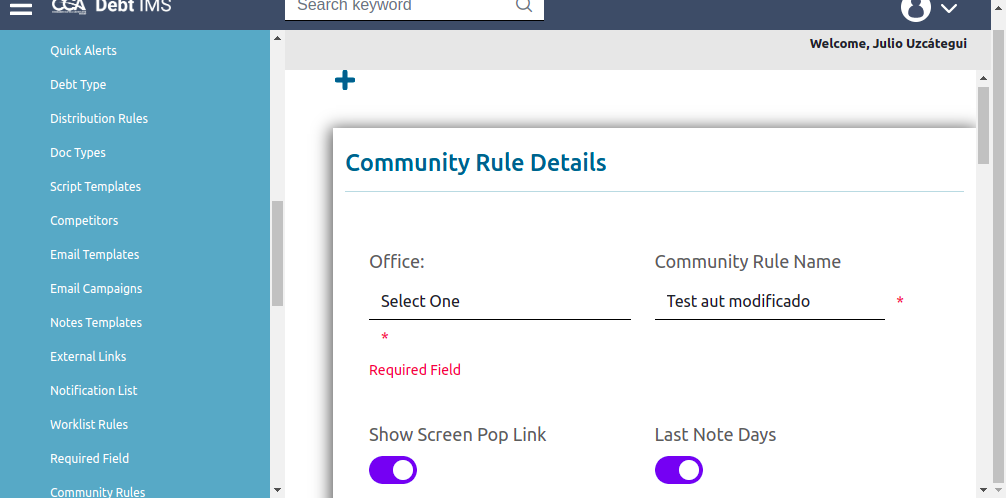 CCA Debt IMS
Search keyword
Welcome, Julio Uzcátegui
Quick Alerts
Debt Type
Distribution Rules
Doc Types
Script Templates
Competitors
Email Templates
Email Campaigns
Notes Templates
External Links
Notification List
Worklist Rules
Required Field
Community Rules
Community Rule Details
Office:
Select One
*
Required Field
Community Rule Name
Test aut modificado *
Show Screen Pop Link
Last Note Days